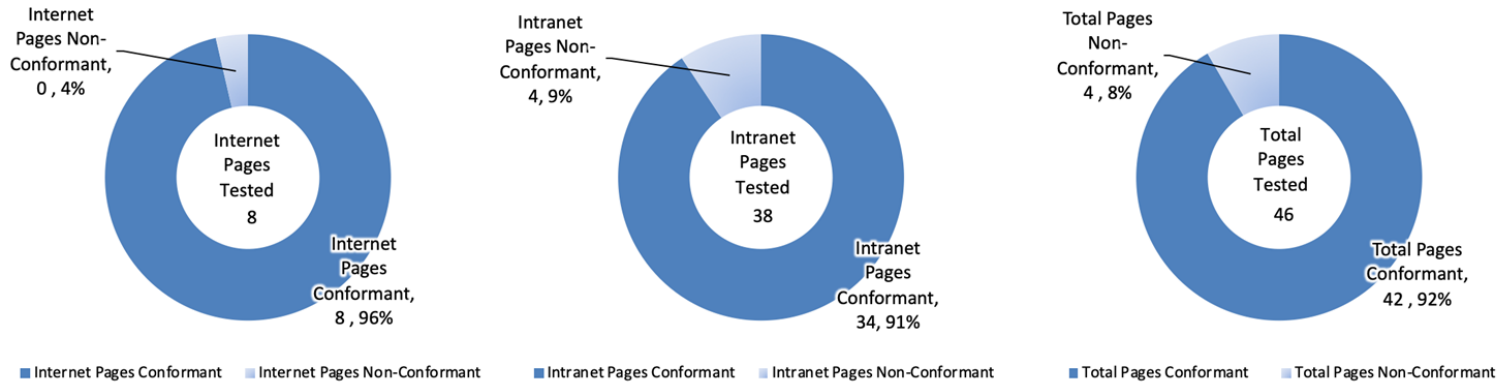 Internet
Pages Non-
Conformant,
0 , 4%
Internet
Pages
Tested
8
Internet
Pages
Conformant,
8 , 96%
Internet Pages Conformant
Internet Pages Non-Conformant
Intranet
Pages Non-
Conformant,
4, 9%
Intranet
Pages
Tested
38
Intranet
Pages
Conformant,
34, 91%
Intranet Pages Conformant
Intranet Pages Non-Conformant
Total Pages
Non-
Conformant,
4 , 8%
Total
Pages
Tested
46
Total Pages
Conformant,
42 , 92%
Total Pages Conformant
Total Pages Non-Conformant